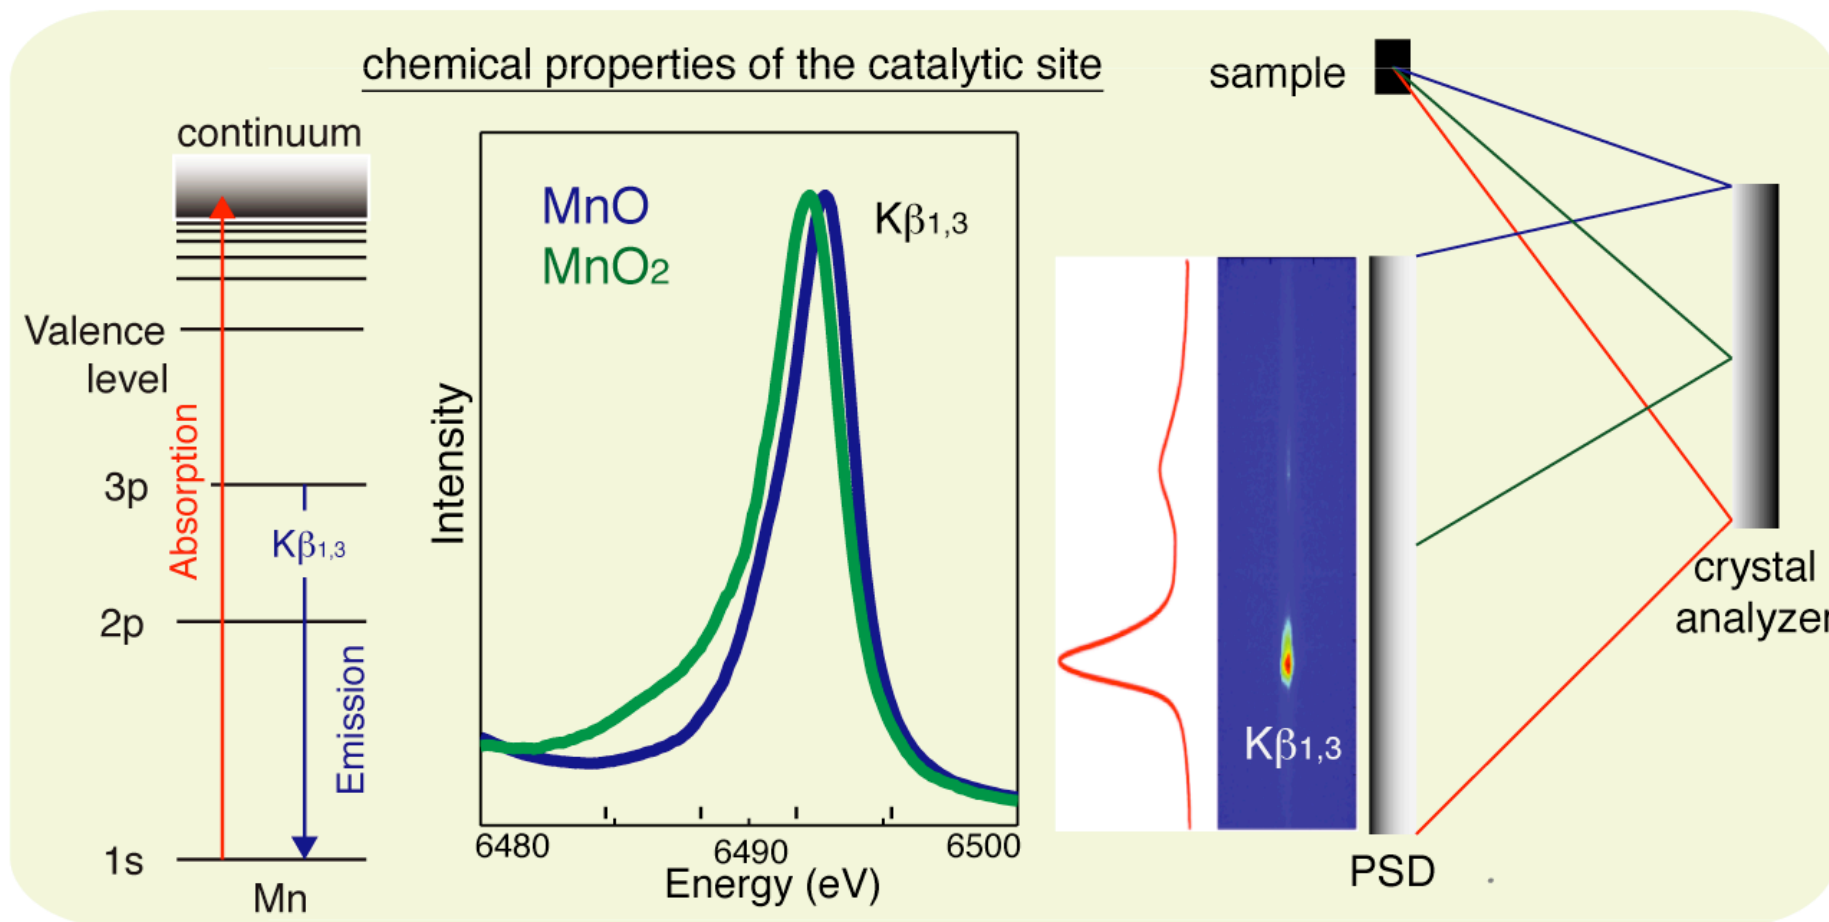 chemical properties of the catalytic site
continuum
Valence
level
3p
2p
1s
Mn
Absorption
Kβ1,3
Emission
MnO
MnO2
Kβ1,3
Intensity
6480
6490
6500
Energy (eV)
sample
crystal
analyzer
Kβ1,3
PSD